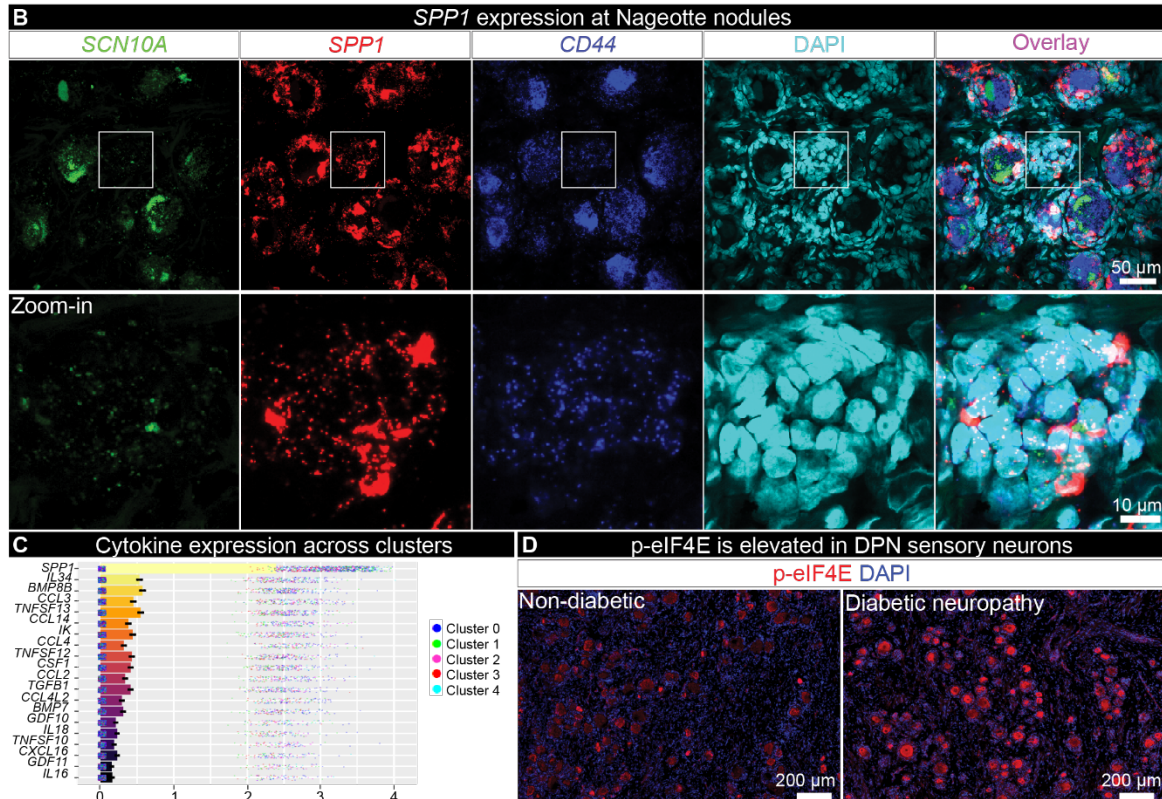 B SPP1 expression at Nageotte nodules
SCN10A SPP1 CD44 DAPI Overlay
50 µm
Zoom-in
10 µm
C Cytokine expression across clusters
SPP1
IL34
BMP8B
CCL3
TNFSF13
CCL14
IK
CCL4
TNFSF12
CSF1
CCL2
TGFB1
CCL4L2
BMP7
GDF10
IL18
TNFSF10
CXCL16
GDF11
IL16
0 1 2 3 4
Cluster 0
Cluster 1
Cluster 2
Cluster 3
Cluster 4
D p-eIF4E is elevated in DPN sensory neurons
p-eIF4E DAPI
Non-diabetic Diabetic neuropathy
200 µm 200 µm